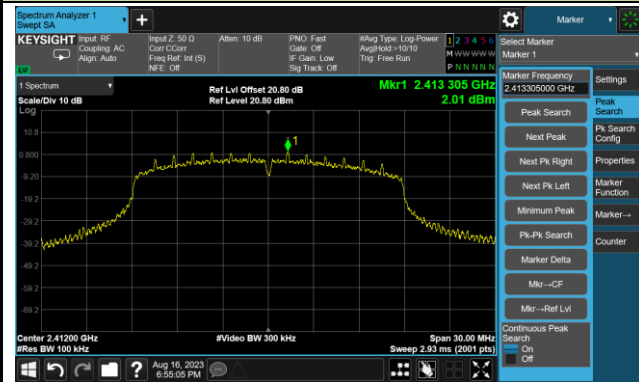 Spectrum Analyzer 1
Swept SA
+
Marker
KEYSIGHT
Input: RF
Coupling: AC
Align: Auto
Input Z: 50 Ω
Corr CCorr
Freq Ref: Int (S)
NFE: Off
Atten: 10 dB
PNO: Fast
Gate: Off
IF Gain: Low
Sig Track: Off
#Avg Type: Log-Power
Avg|Hold:>10/10
Trig: Free Run
1 2 3 4 5 6
M W W W W W
P N N N N N
Select Marker
Marker 1
LW
1 Spectrum
Scale/Div 10 dB
Log
Ref Lvl Offset 20.80 dB
Ref Level 20.80 dBm
Mkr1 2.413 305 GHz
2.01 dBm
10.8
0.800
-9.20
-19.2
-29.2
-39.2
-49.2
-59.2
-69.2
1
Center 2.41200 GHz
#Res BW 100 kHz
#Video BW 300 kHz
Span 30.00 MHz
Sweep 2.93 ms (2001 pts)
Marker Frequency
2.413305000 GHz
Peak Search
Next Peak
Next Pk Right
Next Pk Left
Minimum Peak
Pk-Pk Search
Marker Delta
Mkr→CF
Mkr→Ref Lvl
Continuous Peak
Search
On
Off
Settings
Peak
Search
Pk Search
Config
Properties
Marker
Function
Marker→
Counter
?
Aug 16, 2023
6:55:05 PM